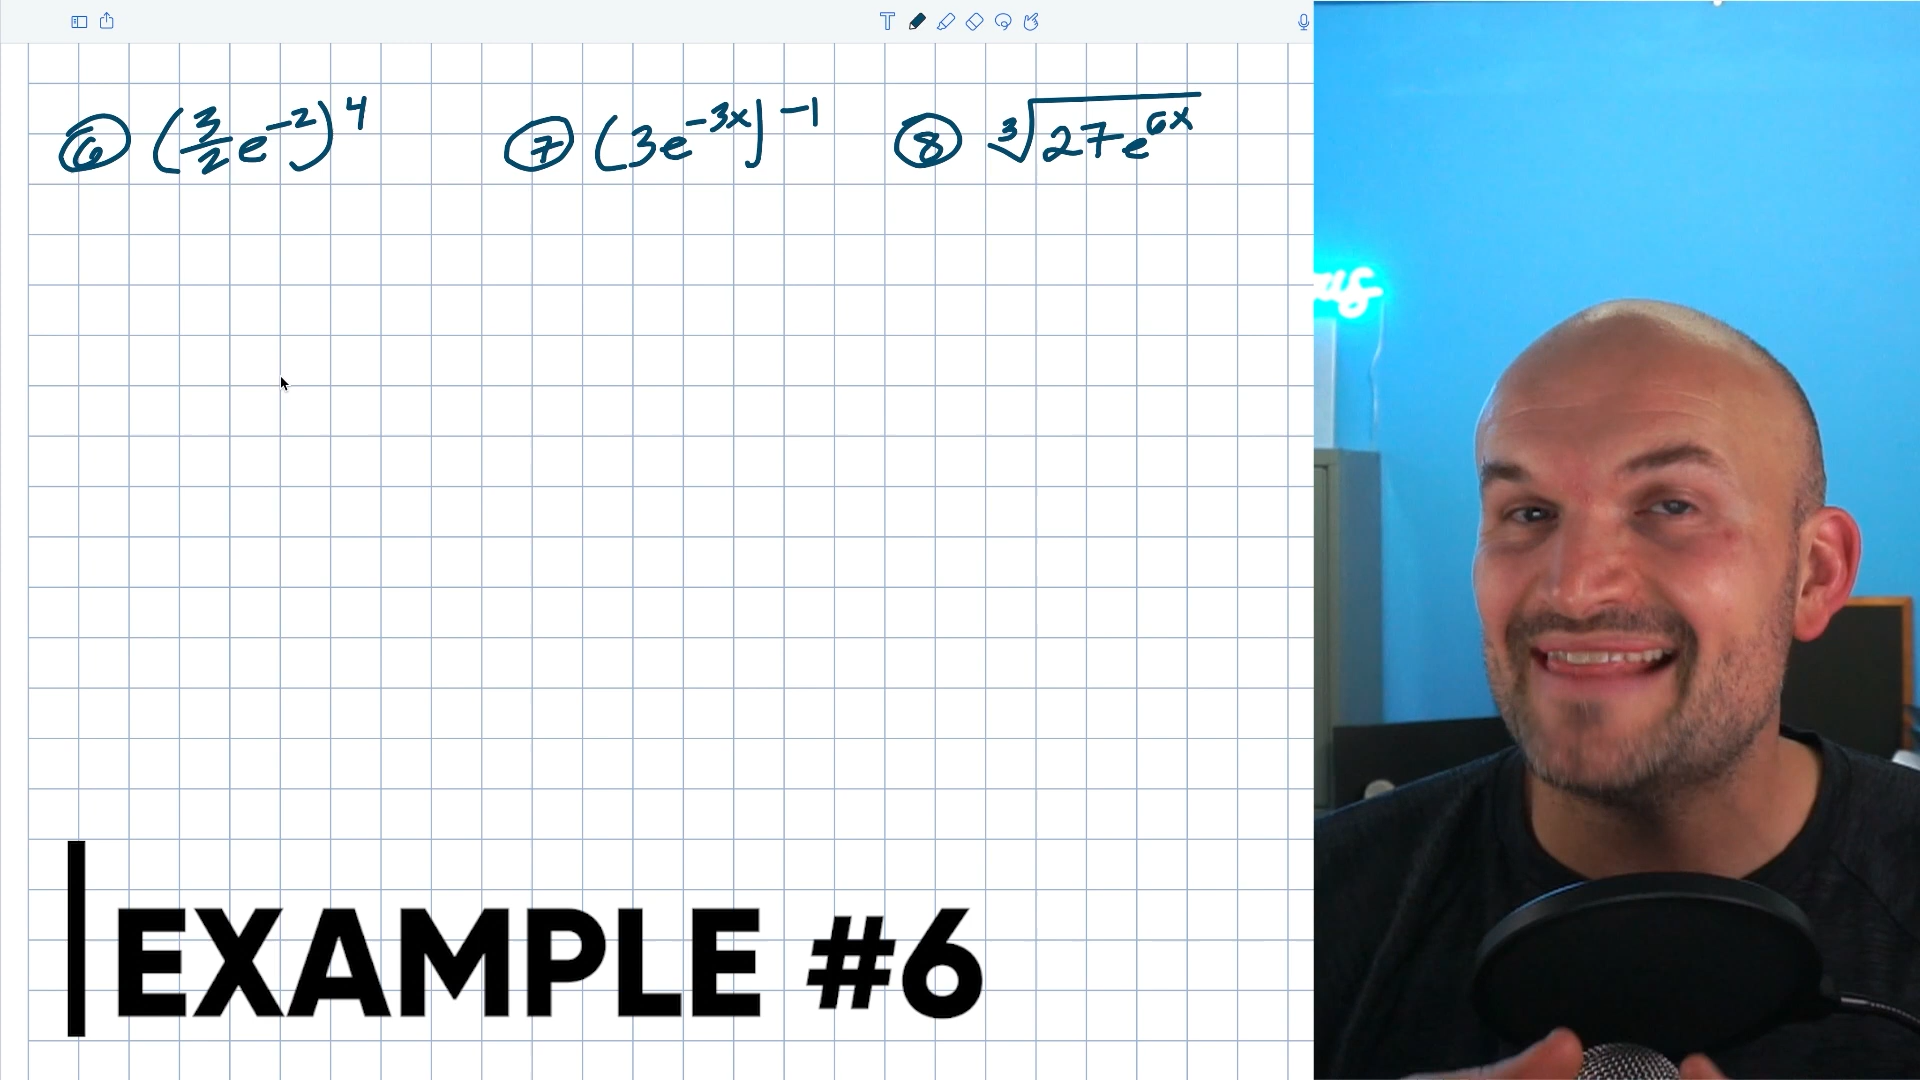 ⑥ (3/2 e^-2)^4 ⑦ (3e^-3x)^-1 ⑧ ∛27e^6x
EXAMPLE #6